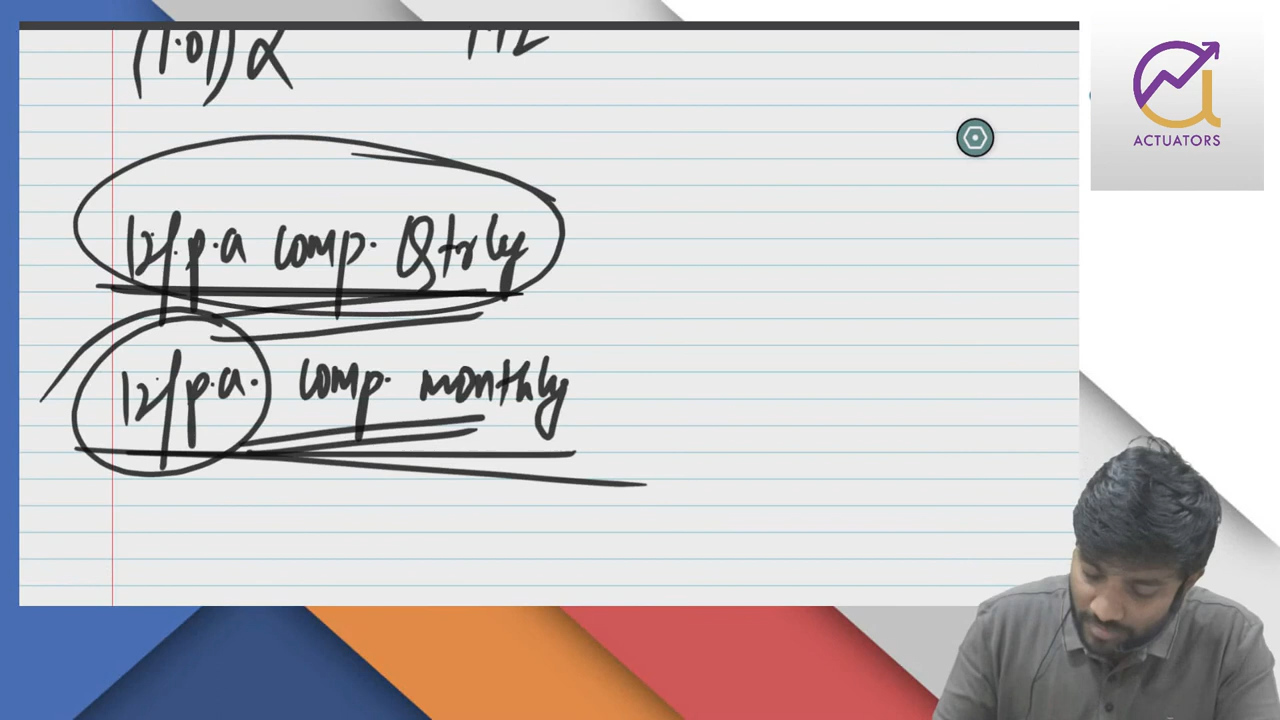 (1.01) α
12/p.a comp. Qtrly
12/p.a. comp. monthly
ACTUATORS